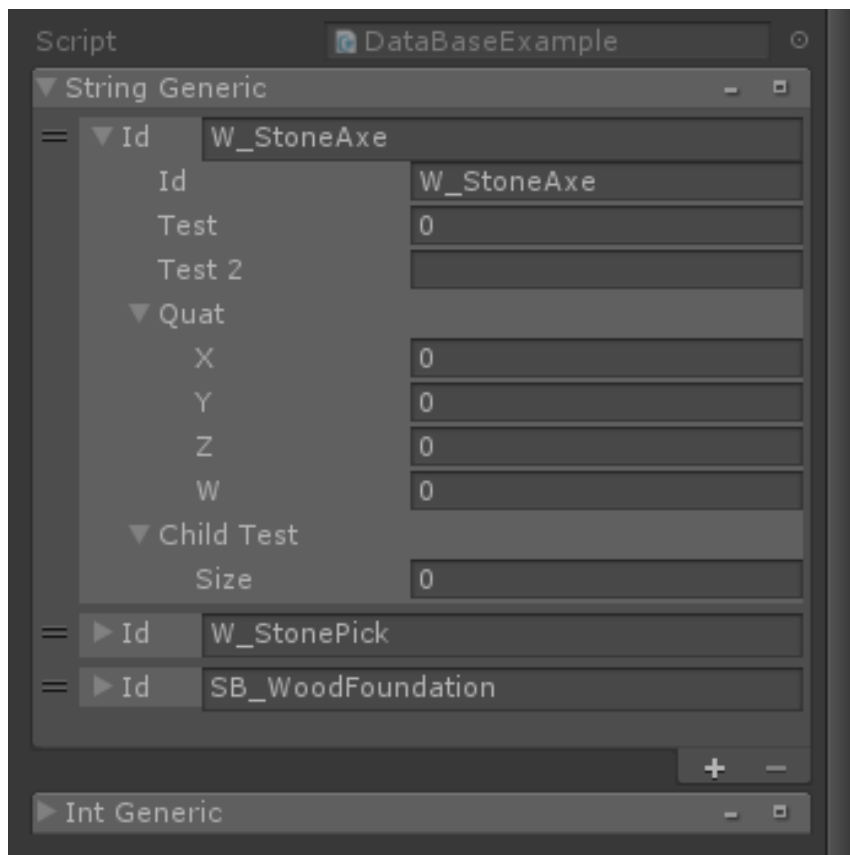 Script DataBaseExample
String Generic
Id W_StoneAxe
Id W_StoneAxe
Test 0
Test 2
Quat
X 0
Y 0
Z 0
W 0
Child Test
Size 0
Id W_StonePick
Id SB_WoodFoundation
Int Generic